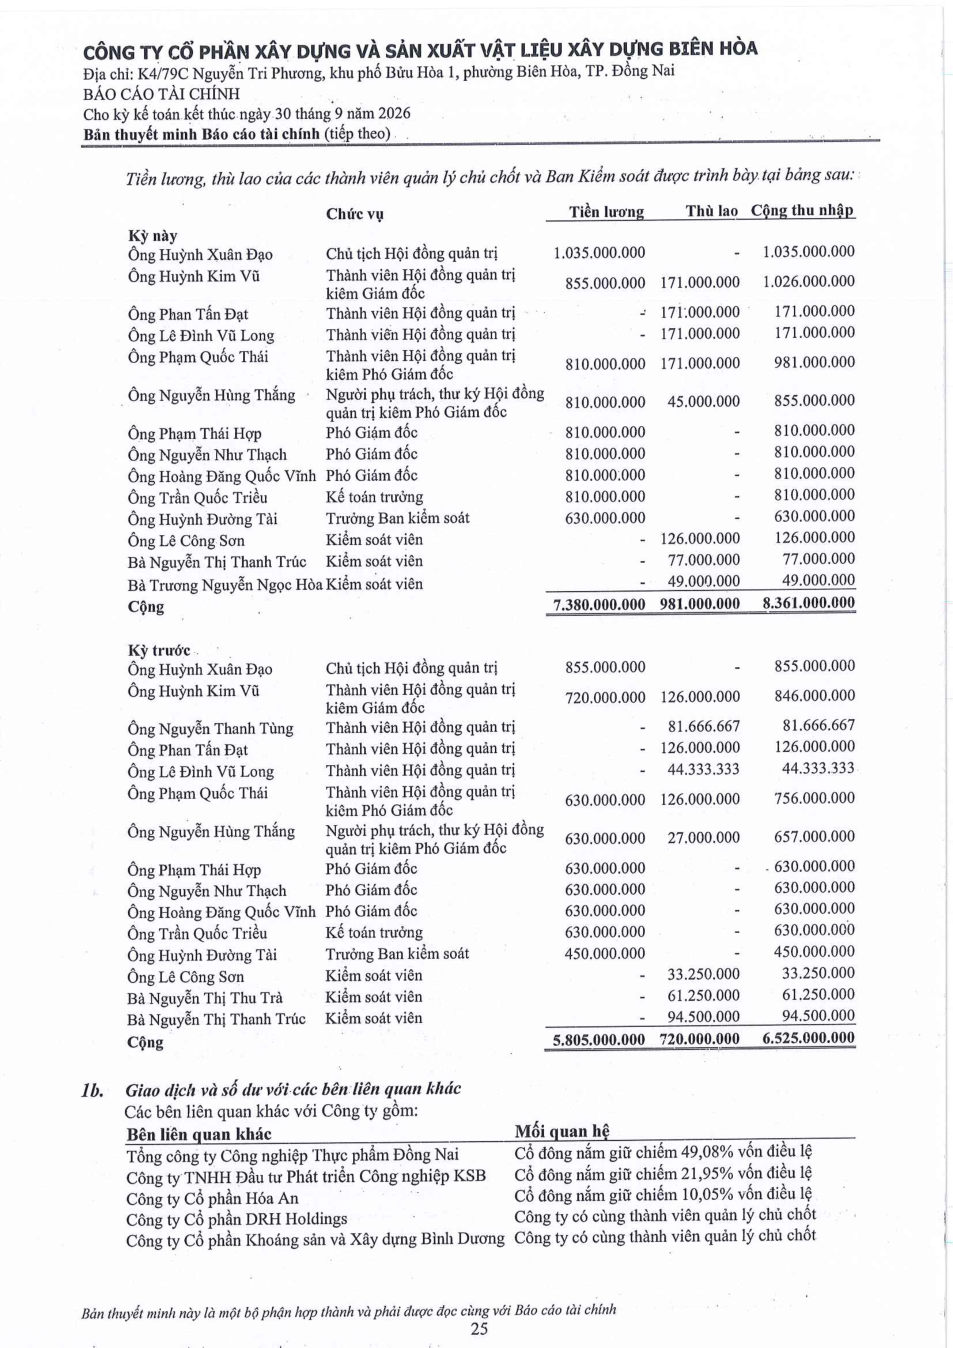 CÔNG TY CỔ PHẦN XÂY DỰNG VÀ SẢN XUẤT VẬT LIỆU XÂY DỰNG BIÊN HÒA
Địa chỉ: K4/79C Nguyễn Tri Phương, khu phố Bửu Hòa 1, phường Biên Hòa, TP. Đồng Nai
BÁO CÁO TÀI CHÍNH
Cho kỳ kế toán kết thúc ngày 30 tháng 9 năm 2026
Bản thuyết minh Báo cáo tài chính (tiếp theo)
Tiền lương, thù lao của các thành viên quản lý chủ chốt và Ban Kiểm soát được trình bày tại bảng sau:
Chức vụ Tiền lương Thù lao Cộng thu nhập
Kỳ này
Ông Huỳnh Xuân Đạo Chủ tịch Hội đồng quản trị 1.035.000.000 - 1.035.000.000
Ông Huỳnh Kim Vũ Thành viên Hội đồng quản trị kiêm Giám đốc 855.000.000 171.000.000 1.026.000.000
Ông Phan Tấn Đạt Thành viên Hội đồng quản trị - 171.000.000 171.000.000
Ông Lê Đình Vũ Long Thành viên Hội đồng quản trị - 171.000.000 171.000.000
Ông Phạm Quốc Thái Thành viên Hội đồng quản trị kiêm Phó Giám đốc 810.000.000 171.000.000 981.000.000
Ông Nguyễn Hùng Thắng Người phụ trách, thư ký Hội đồng quản trị kiêm Phó Giám đốc 810.000.000 45.000.000 855.000.000
Ông Phạm Thái Hợp Phó Giám đốc 810.000.000 - 810.000.000
Ông Nguyễn Như Thạch Phó Giám đốc 810.000.000 - 810.000.000
Ông Hoàng Đăng Quốc Vĩnh Phó Giám đốc 810.000.000 - 810.000.000
Ông Trần Quốc Triều Kế toán trưởng 810.000.000 - 810.000.000
Ông Huỳnh Đường Tài Trưởng Ban kiểm soát 630.000.000 - 630.000.000
Ông Lê Công Sơn Kiểm soát viên - 126.000.000 126.000.000
Bà Nguyễn Thị Thanh Trúc Kiểm soát viên - 77.000.000 77.000.000
Bà Trương Nguyễn Ngọc Hòa Kiểm soát viên - 49.000.000 49.000.000
Cộng 7.380.000.000 981.000.000 8.361.000.000
Kỳ trước
Ông Huỳnh Xuân Đạo Chủ tịch Hội đồng quản trị 855.000.000 - 855.000.000
Ông Huỳnh Kim Vũ Thành viên Hội đồng quản trị kiêm Giám đốc 720.000.000 126.000.000 846.000.000
Ông Nguyễn Thanh Tùng Thành viên Hội đồng quản trị - 81.666.667 81.666.667
Ông Phan Tấn Đạt Thành viên Hội đồng quản trị - 126.000.000 126.000.000
Ông Lê Đình Vũ Long Thành viên Hội đồng quản trị - 44.333.333 44.333.333
Ông Phạm Quốc Thái Thành viên Hội đồng quản trị kiêm Phó Giám đốc 630.000.000 126.000.000 756.000.000
Ông Nguyễn Hùng Thắng Người phụ trách, thư ký Hội đồng quản trị kiêm Phó Giám đốc 630.000.000 27.000.000 657.000.000
Ông Phạm Thái Hợp Phó Giám đốc 630.000.000 - 630.000.000
Ông Nguyễn Như Thạch Phó Giám đốc 630.000.000 - 630.000.000
Ông Hoàng Đăng Quốc Vĩnh Phó Giám đốc 630.000.000 - 630.000.000
Ông Trần Quốc Triều Kế toán trưởng 630.000.000 - 630.000.000
Ông Huỳnh Đường Tài Trưởng Ban kiểm soát 450.000.000 - 450.000.000
Ông Lê Công Sơn Kiểm soát viên - 33.250.000 33.250.000
Bà Nguyễn Thị Thu Trà Kiểm soát viên - 61.250.000 61.250.000
Bà Nguyễn Thị Thanh Trúc Kiểm soát viên - 94.500.000 94.500.000
Cộng 5.805.000.000 720.000.000 6.525.000.000
1b. Giao dịch và số dư với các bên liên quan khác
Các bên liên quan khác với Công ty gồm:
Bên liên quan khác Mối quan hệ
Tổng công ty Công nghiệp Thực phẩm Đồng Nai Cổ đông nắm giữ chiếm 49,08% vốn điều lệ
Công ty TNHH Đầu tư Phát triển Công nghiệp KSB Cổ đông nắm giữ chiếm 21,95% vốn điều lệ
Công ty Cổ phần Hóa An Cổ đông nắm giữ chiếm 10,05% vốn điều lệ
Công ty Cổ phần DRH Holdings Công ty có cùng thành viên quản lý chủ chốt
Công ty Cổ phần Khoáng sản và Xây dựng Bình Dương Công ty có cùng thành viên quản lý chủ chốt
Bản thuyết minh này là một bộ phận hợp thành và phải được đọc cùng với Báo cáo tài chính
25